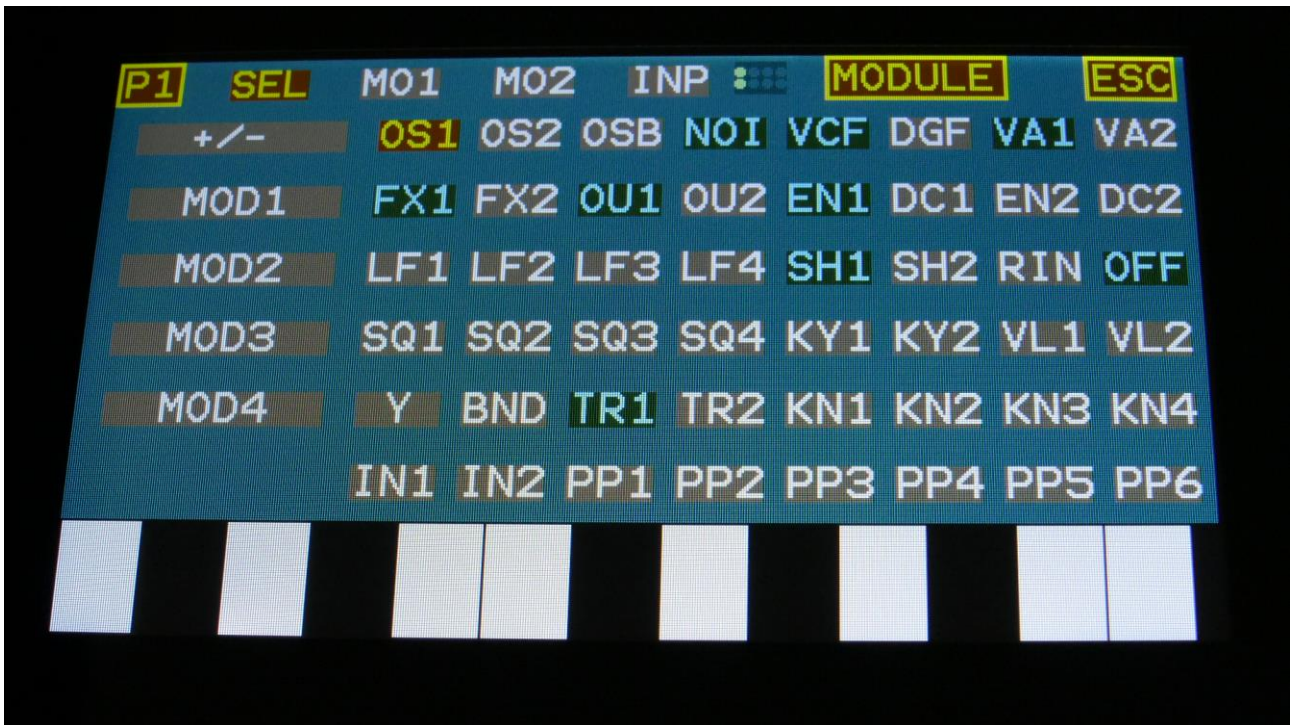 P1 SEL MO1 MO2 INP MODULE ESC
+/- OS1 OS2 OSB NOI VCF DGF VA1 VA2
MOD1 FX1 FX2 OU1 OU2 EN1 DC1 EN2 DC2
MOD2 LF1 LF2 LF3 LF4 SH1 SH2 RIN OFF
MOD3 SQ1 SQ2 SQ3 SQ4 KY1 KY2 VL1 VL2
MOD4 Y BND TR1 TR2 KN1 KN2 KN3 KN4
IN1 IN2 PP1 PP2 PP3 PP4 PP5 PP6